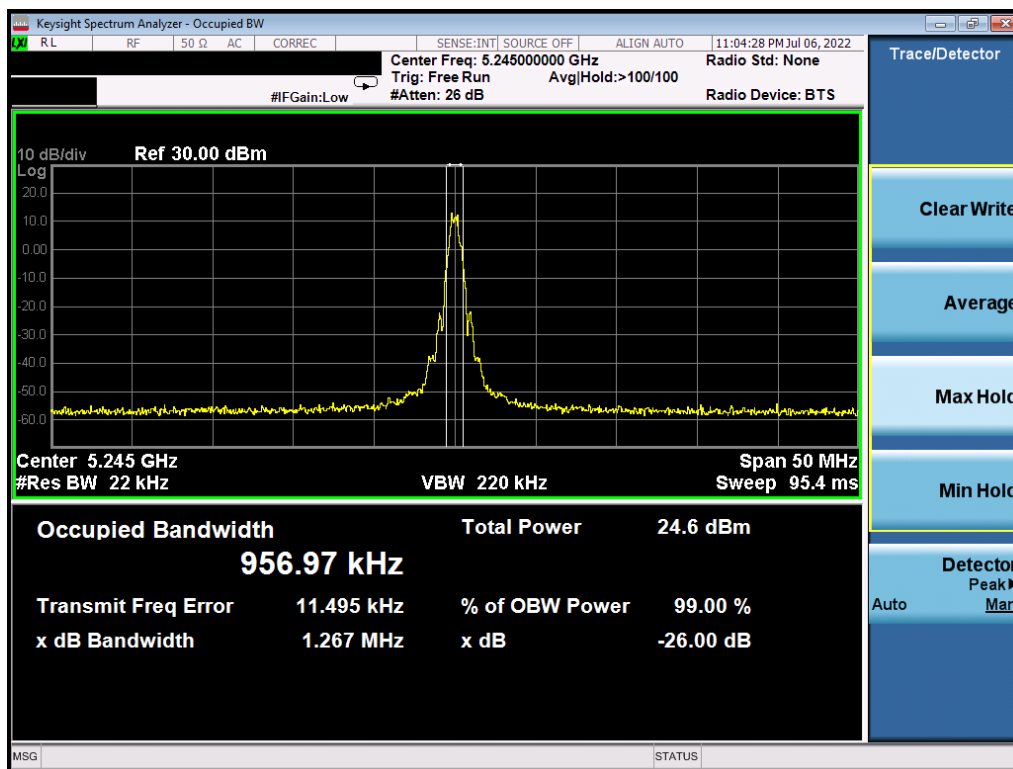 Keysight Spectrum Analyzer - Occupied BW
LXI RL RF 50 Ω AC CORREC SENSE:INT SOURCE OFF ALIGN AUTO 11:04:28 PM Jul 06, 2022
Center Freq: 5.245000000 GHz Radio Std: None
Trig: Free Run Avg|Hold:>100/100
#IFGain:Low #Atten: 26 dB Radio Device: BTS
Trace/Detector
10 dB/div Ref 30.00 dBm
Log
20.0
10.0
0.00
-10.0
-20.0
-30.0
-40.0
-50.0
-60.0
Center 5.245 GHz Span 50 MHz
#Res BW 22 kHz VBW 220 kHz Sweep 95.4 ms
Occupied Bandwidth Total Power 24.6 dBm
956.97 kHz
Transmit Freq Error 11.495 kHz % of OBW Power 99.00 %
x dB Bandwidth 1.267 MHz x dB -26.00 dB
Clear Write
Average
Max Hold
Min Hold
Detector
Peak▶
Auto Man
MSG STATUS